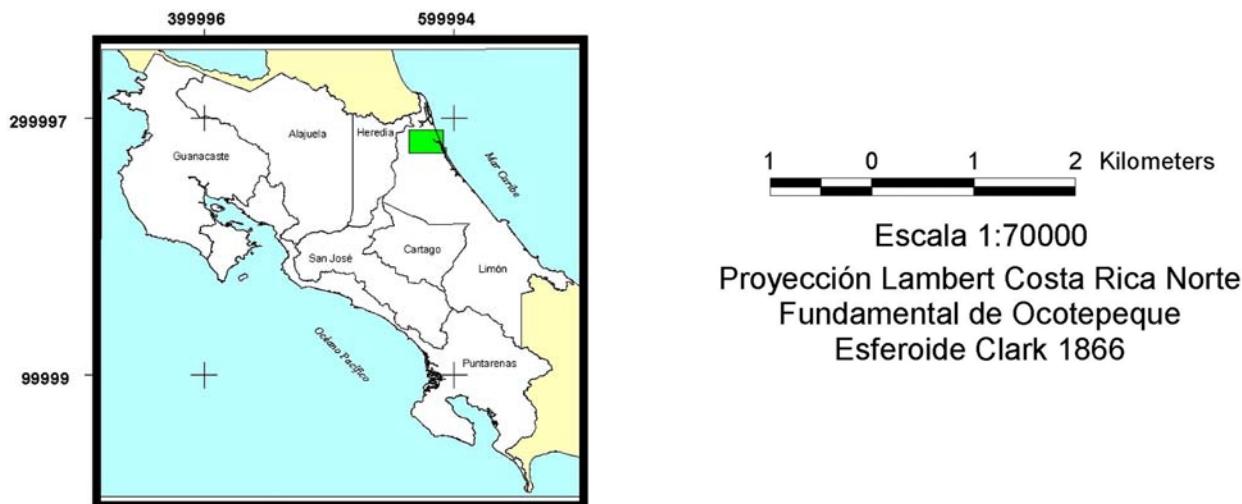 399996 599994
299997
Alajuela
Heredia
Guanacaste
Mar Caribe
Cartago
San José
Limón
Océano Pacífico
Puntarenas
99999
1 0 1 2 Kilometers
Escala 1:70000
Proyección Lambert Costa Rica Norte
Fundamental de Ocotepeque
Esferoide Clark 1866